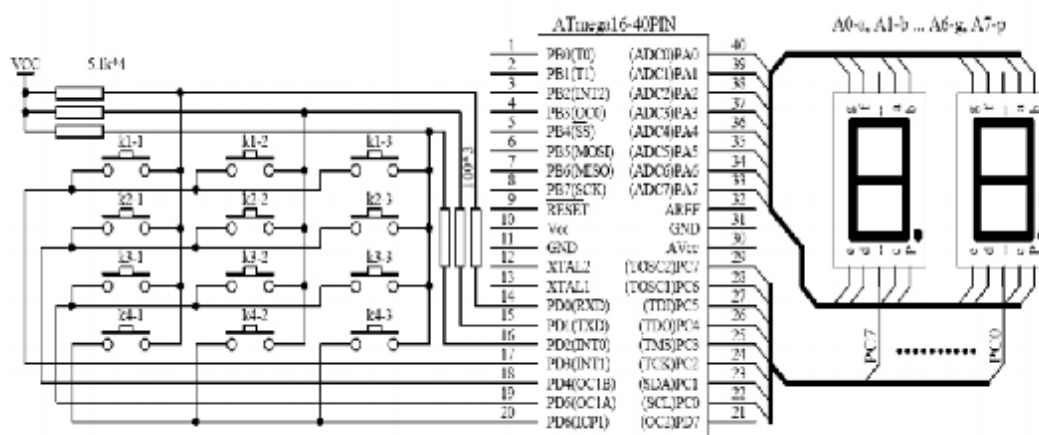 ATmega16-40PIN
A0-a, A1-b ... A6-g, A7-p
VCC
5.1k*4
100*3
k1-1
k1-2
k1-3
k2-1
k2-2
k2-3
k3-1
k3-2
k3-3
k4-1
k4-2
k4-3
1 PB0(T0) (ADC0)PA0 40
2 PB1(T1) (ADC1)PA1 39
3 PB2(INT2) (ADC2)PA2 38
4 PB3(OC0) (ADC3)PA3 37
5 PB4(SS) (ADC4)PA4 36
6 PB5(MOSI) (ADC5)PA5 35
7 PB6(MISO) (ADC6)PA6 34
8 PB7(SCK) (ADC7)PA7 33
9 RESET AREF 32
10 Vcc GND 31
11 GND AVcc 30
12 XTAL2 (TOSC2)PC7 29
13 XTAL1 (TOSC1)PC6 28
14 PD0(RXD) (TDI)PC5 27
15 PD1(TXD) (TDO)PC4 26
16 PD2(INT0) (TMS)PC3 25
17 PD3(INT1) (TCK)PC2 24
18 PD4(OC1B) (SDA)PC1 23
19 PD5(OC1A) (SCL)PC0 22
20 PD6(ICP1) (OC2)PD7 21
g f a b
g f a b
e d c p
e d c p
PC7
PC0